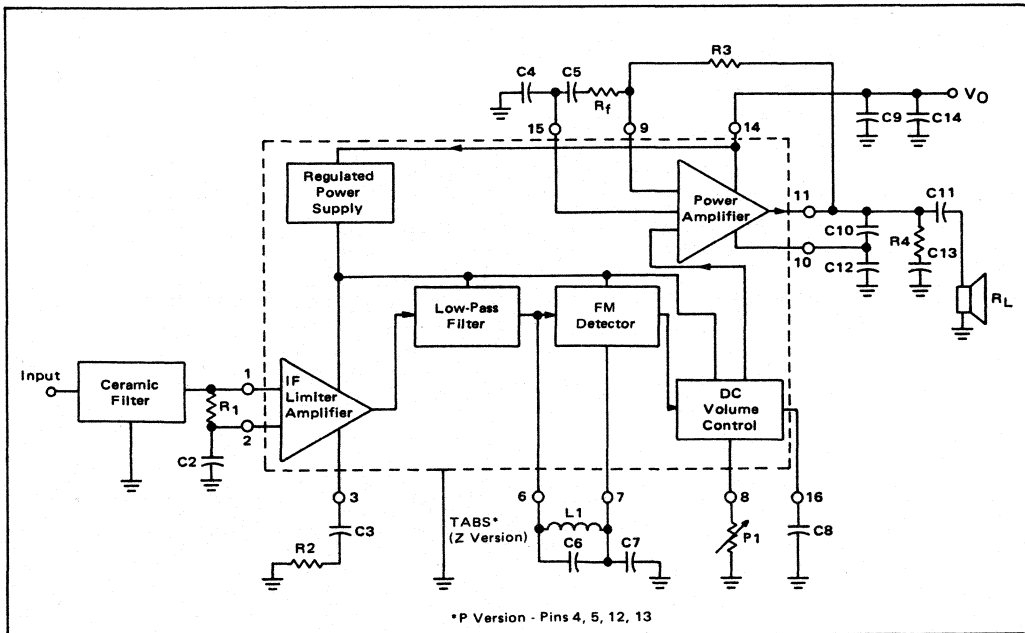 R3
C4
C5
Rf
VO
C9
C14
15
9
14
Regulated
Power
Supply
Power
Amplifier
11
C11
C10
R4
C13
10
C12
RL
Low-Pass
Filter
FM
Detector
Input
Ceramic
Filter
1
R1
2
C2
IF
Limiter
Amplifier
DC
Volume
Control
3
6
7
8
16
TABS*
(Z Version)
L1
C3
R2
C6
C7
P1
C8
*P Version - Pins 4, 5, 12, 13